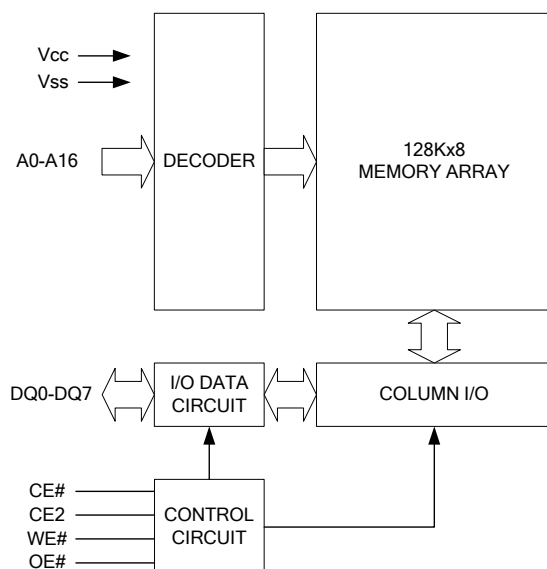 Vcc
Vss
A0-A16
DECODER
128Kx8
MEMORY ARRAY
DQ0-DQ7
I/O DATA
CIRCUIT
COLUMN I/O
CE#
CE2
WE#
OE#
CONTROL
CIRCUIT